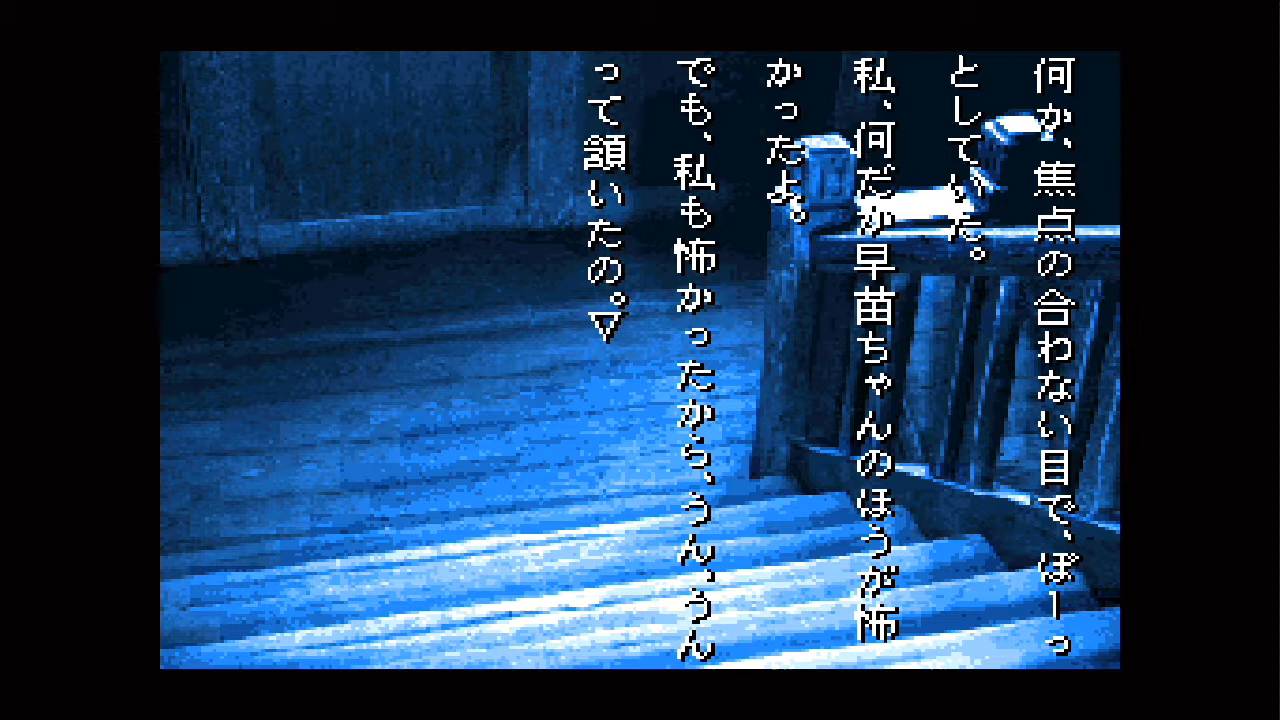 何か、焦点の合わない目で、ぽーっ
としていた。
私、何だか早苗ちゃんのほうが怖
かったよ。
でも、私も怖かったから、うん、うん
って頷いたの。▽